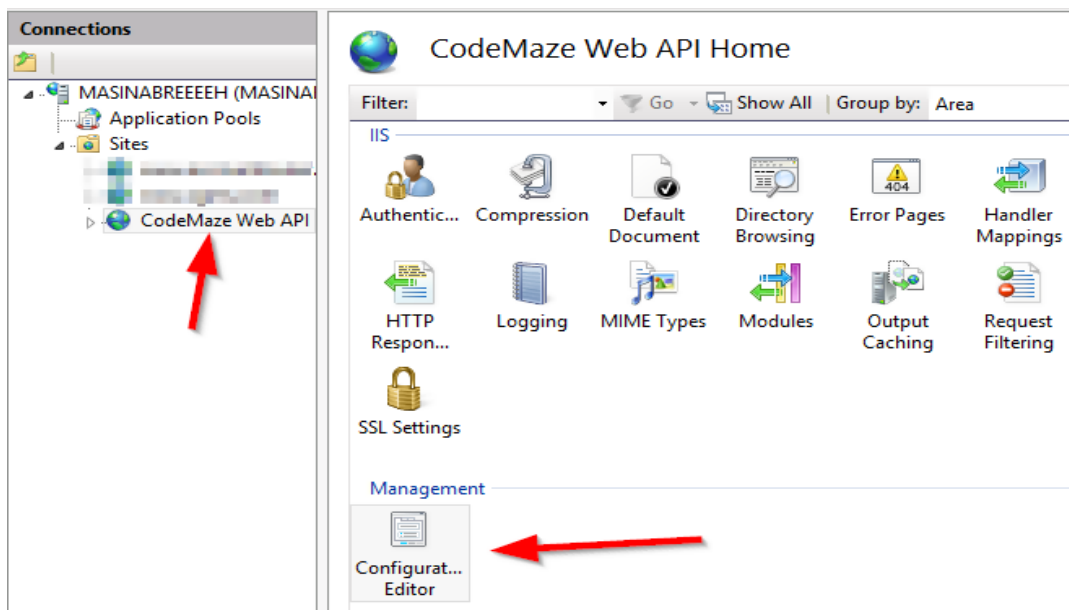 Connections
MASINABREEEEH (MASINAI
Application Pools
Sites
CodeMaze Web API
CodeMaze Web API Home
Filter: Go Show All Group by: Area
IIS
Authentic... Compression Default Document Directory Browsing Error Pages Handler Mappings
404
HTTP Respon... Logging MIME Types Modules Output Caching Request Filtering
SSL Settings
Management
Configurat... Editor